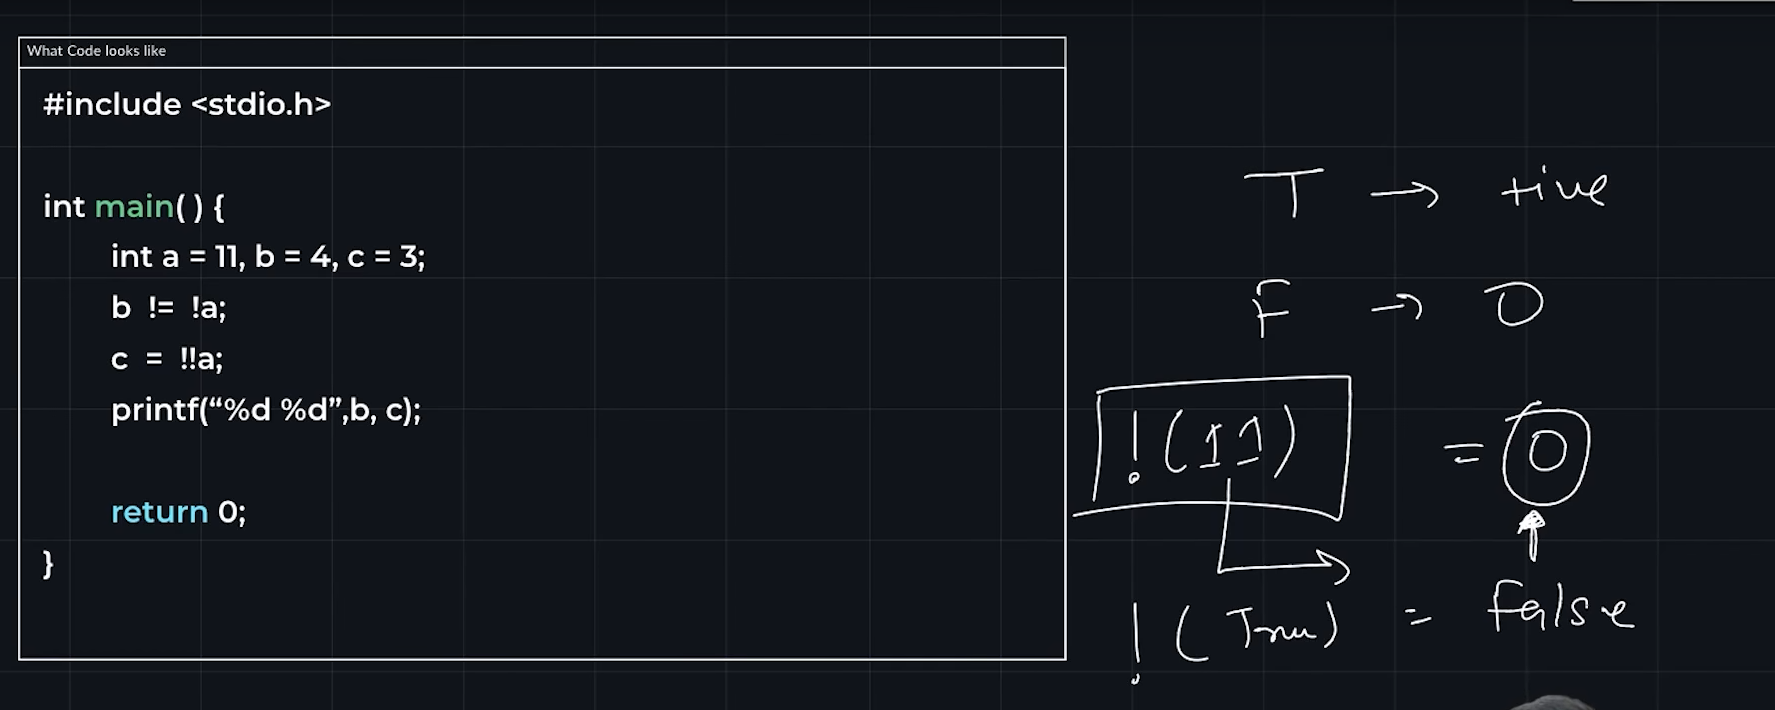 What Code looks like
#include <stdio.h>
int main( ) {
int a = 11, b = 4, c = 3;
b != !a;
c = !!a;
printf(“%d %d”,b, c);
return 0;
}
T → +ive
F → 0
!(11) = 0
!(True) = false